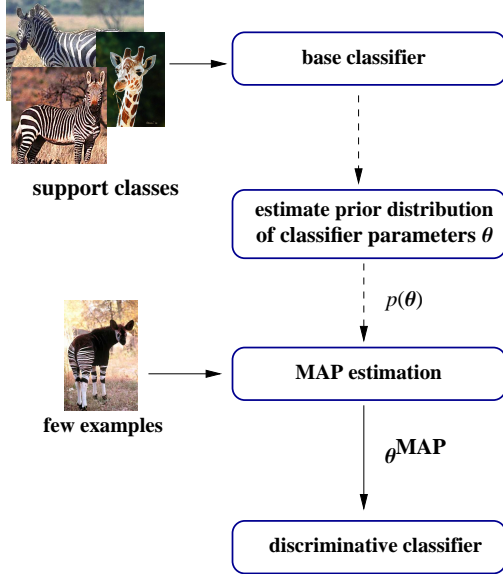 base classifier
support classes
estimate prior distribution
of classifier parameters θ
p(θ)
MAP estimation
few examples
θMAP
discriminative classifier